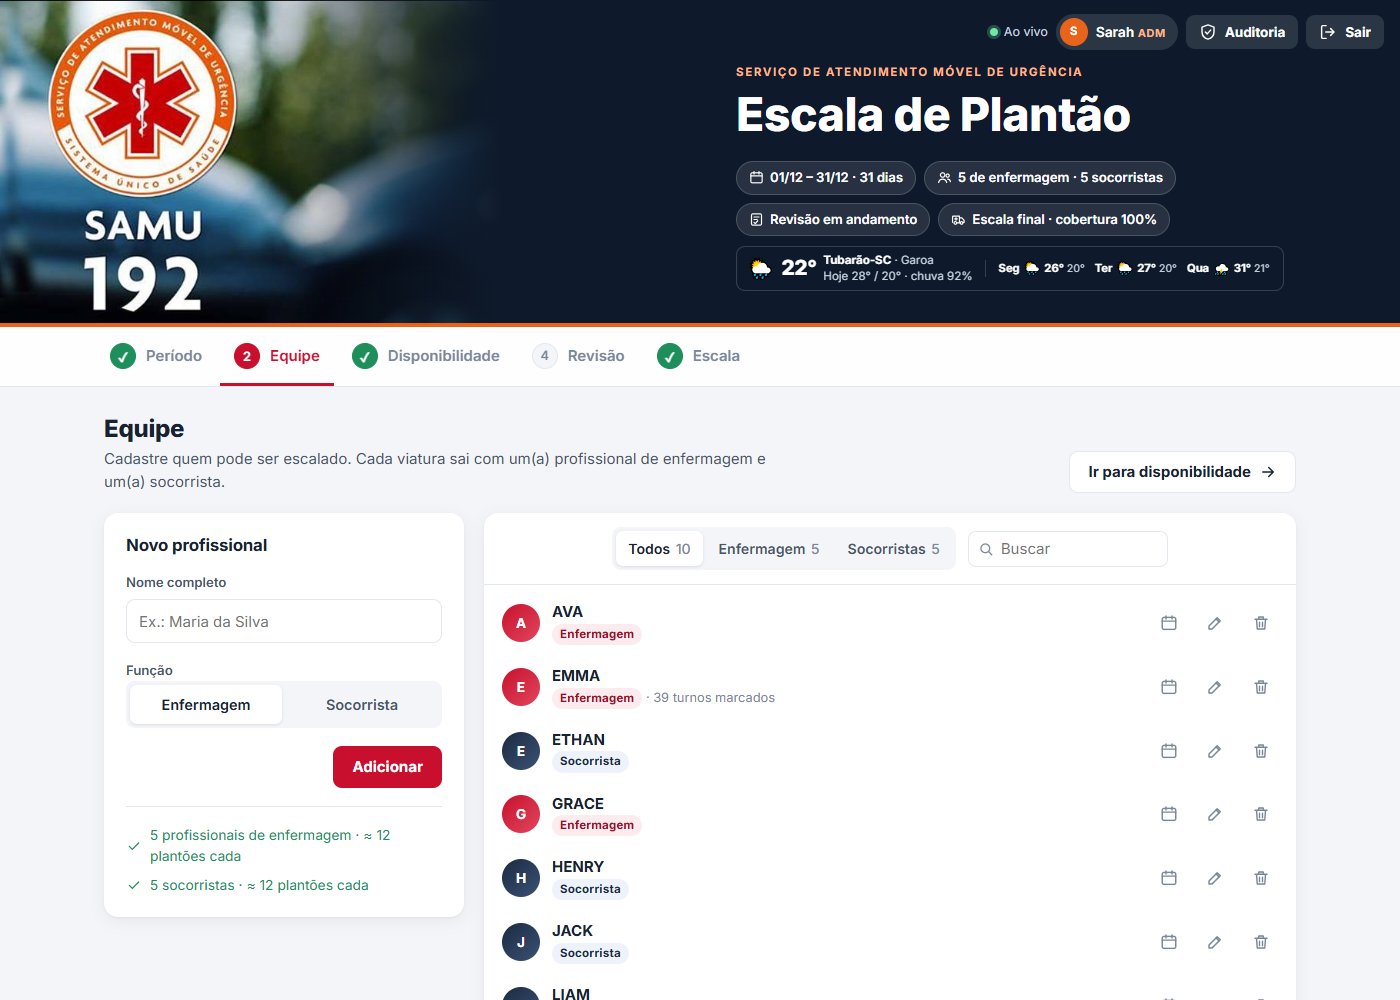 SERVIÇO DE ATENDIMENTO MÓVEL DE URGÊNCIA
SISTEMA ÚNICO DE SAÚDE
SAMU
192
Ao vivo
S
Sarah ADM
Auditoria
Sair
SERVIÇO DE ATENDIMENTO MÓVEL DE URGÊNCIA
Escala de Plantão
01/12 – 31/12 · 31 dias
5 de enfermagem · 5 socorristas
Revisão em andamento
Escala final · cobertura 100%
22° Tubarão-SC · Garoa
Hoje 28° / 20° · chuva 92%
Seg 26° 20° Ter 27° 20° Qua 31° 21°
Período
2 Equipe
Disponibilidade
4 Revisão
Escala
Equipe
Cadastre quem pode ser escalado. Cada viatura sai com um(a) profissional de enfermagem e
um(a) socorrista.
Ir para disponibilidade
Novo profissional
Nome completo
Ex.: Maria da Silva
Função
Enfermagem
Socorrista
Adicionar
5 profissionais de enfermagem · ≈ 12
plantões cada
5 socorristas · ≈ 12 plantões cada
Todos 10
Enfermagem 5
Socorristas 5
Buscar
A
AVA
Enfermagem
E
EMMA
Enfermagem · 39 turnos marcados
E
ETHAN
Socorrista
G
GRACE
Enfermagem
H
HENRY
Socorrista
J
JACK
Socorrista
LIAM